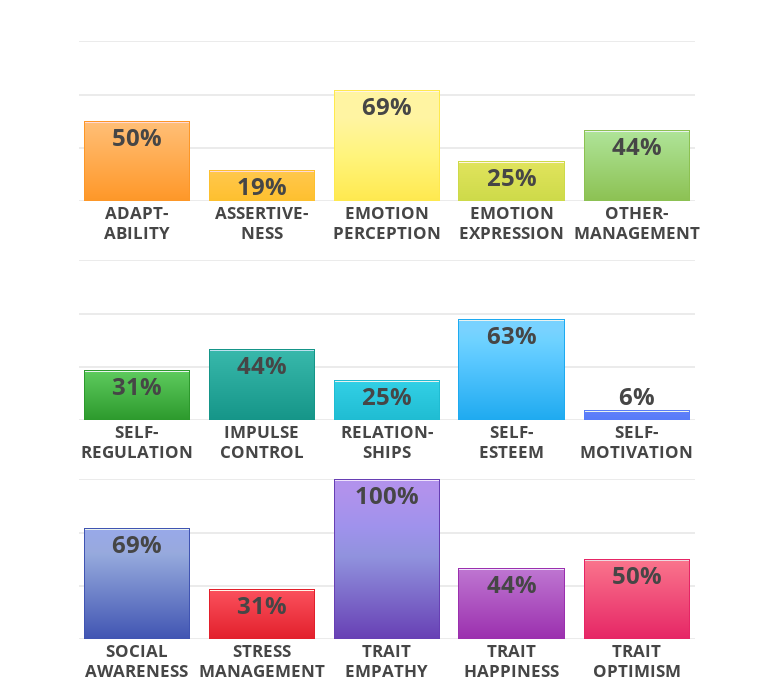 50%
19%
69%
25%
44%
ADAPT-
ABILITY
ASSERTIVE-
NESS
EMOTION
PERCEPTION
EMOTION
EXPRESSION
OTHER-
MANAGEMENT
31%
44%
25%
63%
6%
SELF-
REGULATION
IMPULSE
CONTROL
RELATION-
SHIPS
SELF-
ESTEEM
SELF-
MOTIVATION
69%
31%
100%
44%
50%
SOCIAL
AWARENESS
STRESS
MANAGEMENT
TRAIT
EMPATHY
TRAIT
HAPPINESS
TRAIT
OPTIMISM